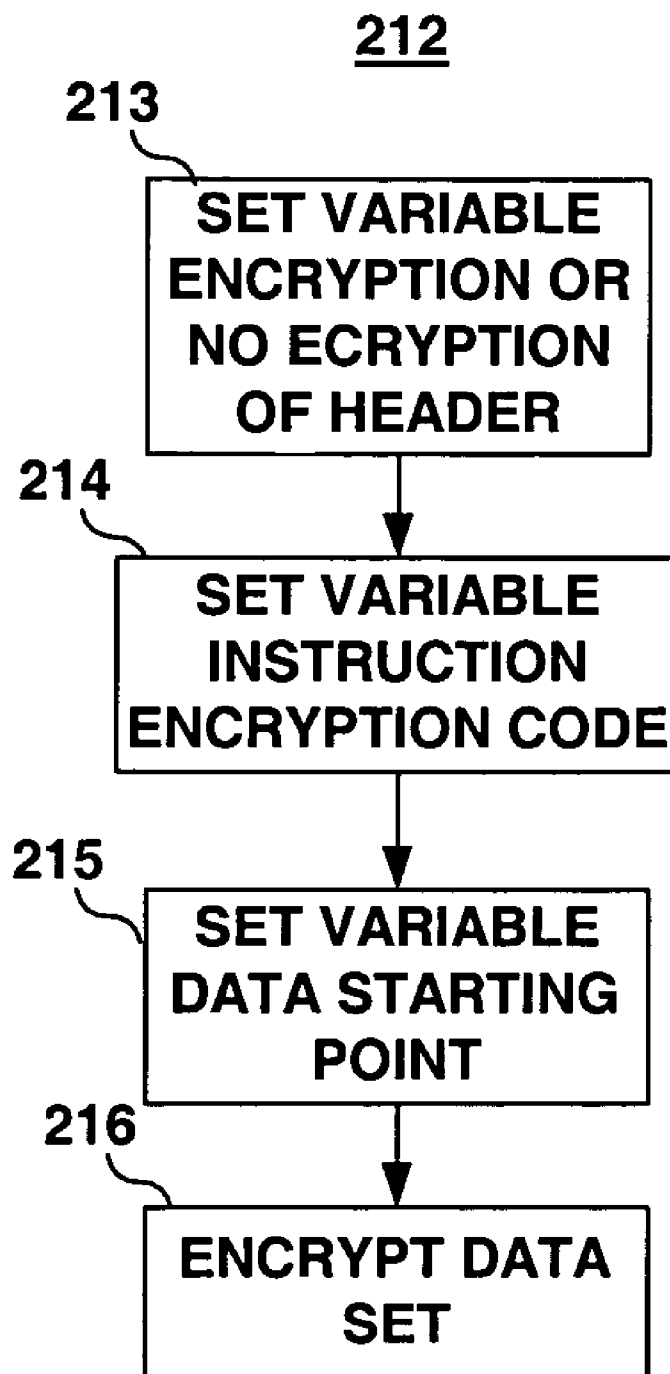 212
213
SET VARIABLE
ENCRYPTION OR
NO ECRYPTION
OF HEADER
214
SET VARIABLE
INSTRUCTION
ENCRYPTION CODE
215
SET VARIABLE
DATA STARTING
POINT
216
ENCRYPT DATA
SET